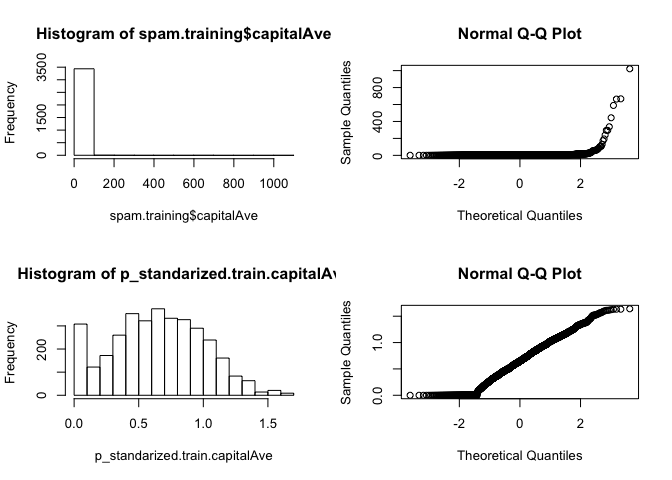 Histogram of spam.training$capitalAve
Frequency
0 1500 3500
0 200 400 600 800 1000
spam.training$capitalAve
Normal Q-Q Plot
Sample Quantiles
0 400 800
-2 0 2
Theoretical Quantiles
Histogram of p_standarized.train.capitalAv
Frequency
0 200
0.0 0.5 1.0 1.5
p_standarized.train.capitalAve
Normal Q-Q Plot
Sample Quantiles
0.0 1.0
-2 0 2
Theoretical Quantiles